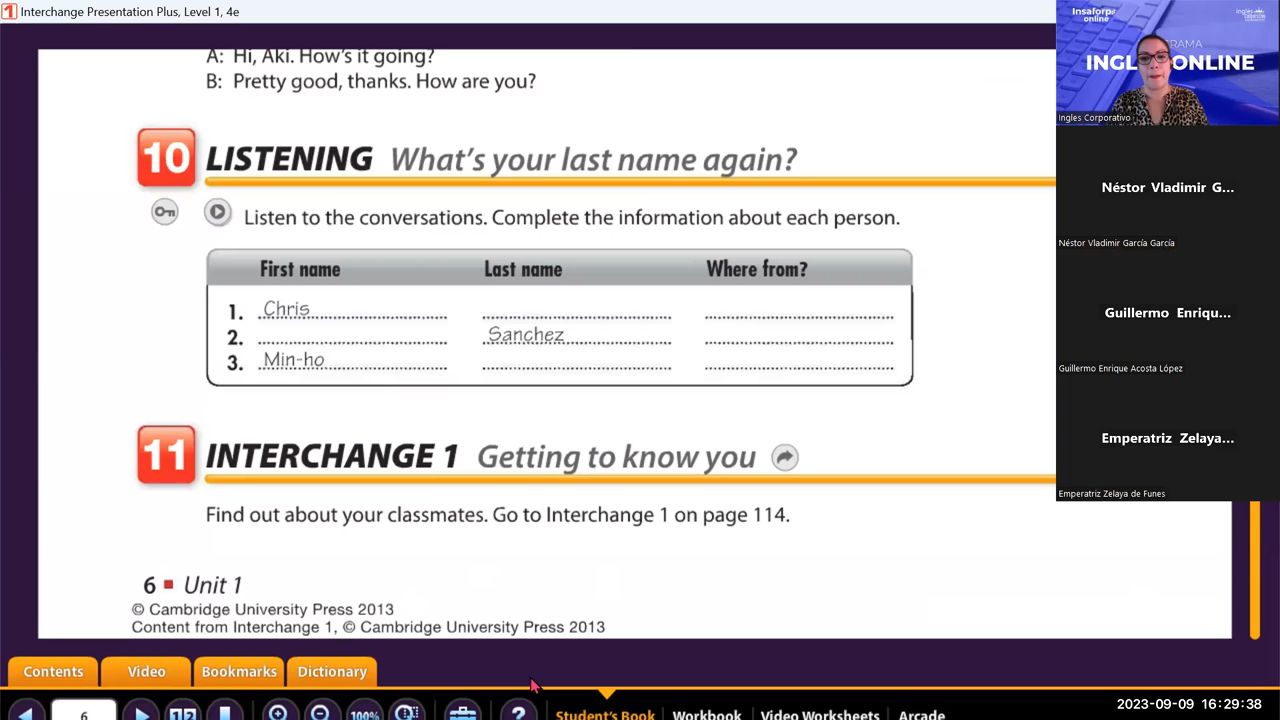 Interchange Presentation Plus, Level 1, 4e
A: Hi, Aki. How's it going?
B: Pretty good, thanks. How are you?
10 LISTENING What's your last name again?
Listen to the conversations. Complete the information about each person.
First name Last name Where from?
1. Chris
2. Sanchez
3. Min-ho
11 INTERCHANGE 1 Getting to know you
Find out about your classmates. Go to Interchange 1 on page 114.
6 Unit 1
© Cambridge University Press 2013
Content from Interchange 1, © Cambridge University Press 2013
Contents Video Bookmarks Dictionary
6 1 2 100% ? Student's Book Workbook Video Worksheets Arcade
Insaforp
online
INGL ONLINE
Ingles Corporativo
Néstor Vladimir G...
Néstor Vladimir García García
Guillermo Enriqu...
Guillermo Enrique Acosta López
Emperatriz Zelaya...
Emperatriz Zelaya de Funes
2023-09-09 16:29:38